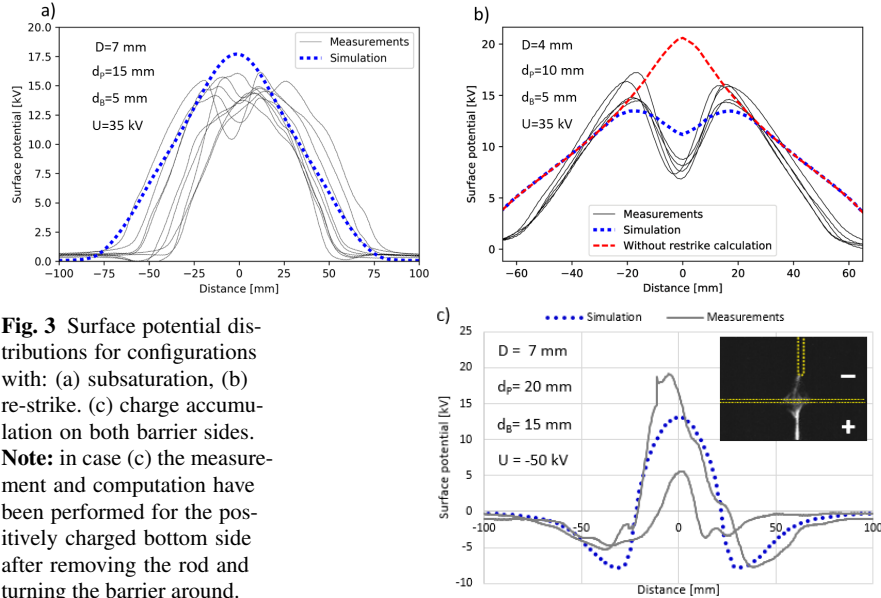 a)
D=7 mm
dP=15 mm
dB=5 mm
U=35 kV
Measurements
Simulation
Surface potential [kV]
20.0
17.5
15.0
12.5
10.0
7.5
5.0
2.5
0.0
−100 −75 −50 −25 0 25 50 75 100
Distance [mm]
b)
D=4 mm
dP=10 mm
dB=5 mm
U=35 kV
Surface potential [kV]
20
15
10
5
0
Measurements
Simulation
Without restrike calculation
−60 −40 −20 0 20 40 60
Distance [mm]
Fig. 3 Surface potential dis-
tributions for configurations
with: (a) subsaturation, (b)
re-strike. (c) charge accumu-
lation on both barrier sides.
Note: in case (c) the measure-
ment and computation have
been performed for the pos-
itively charged bottom side
after removing the rod and
turning the barrier around.
c)
Simulation Measurements
D = 7 mm
dP= 20 mm
dB= 15 mm
U = -50 kV
−
+
Surface potential [kV]
25
20
15
10
5
0
-5
-10
-100 -50 0 50 100
Distance [mm]